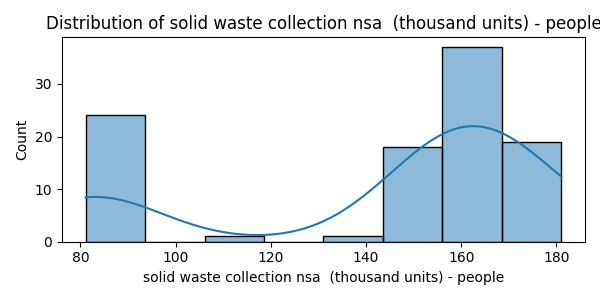 Distribution of solid waste collection nsa  (thousand units) - people
Count
30
20
10
0
80 100 120 140 160 180
solid waste collection nsa  (thousand units) - people